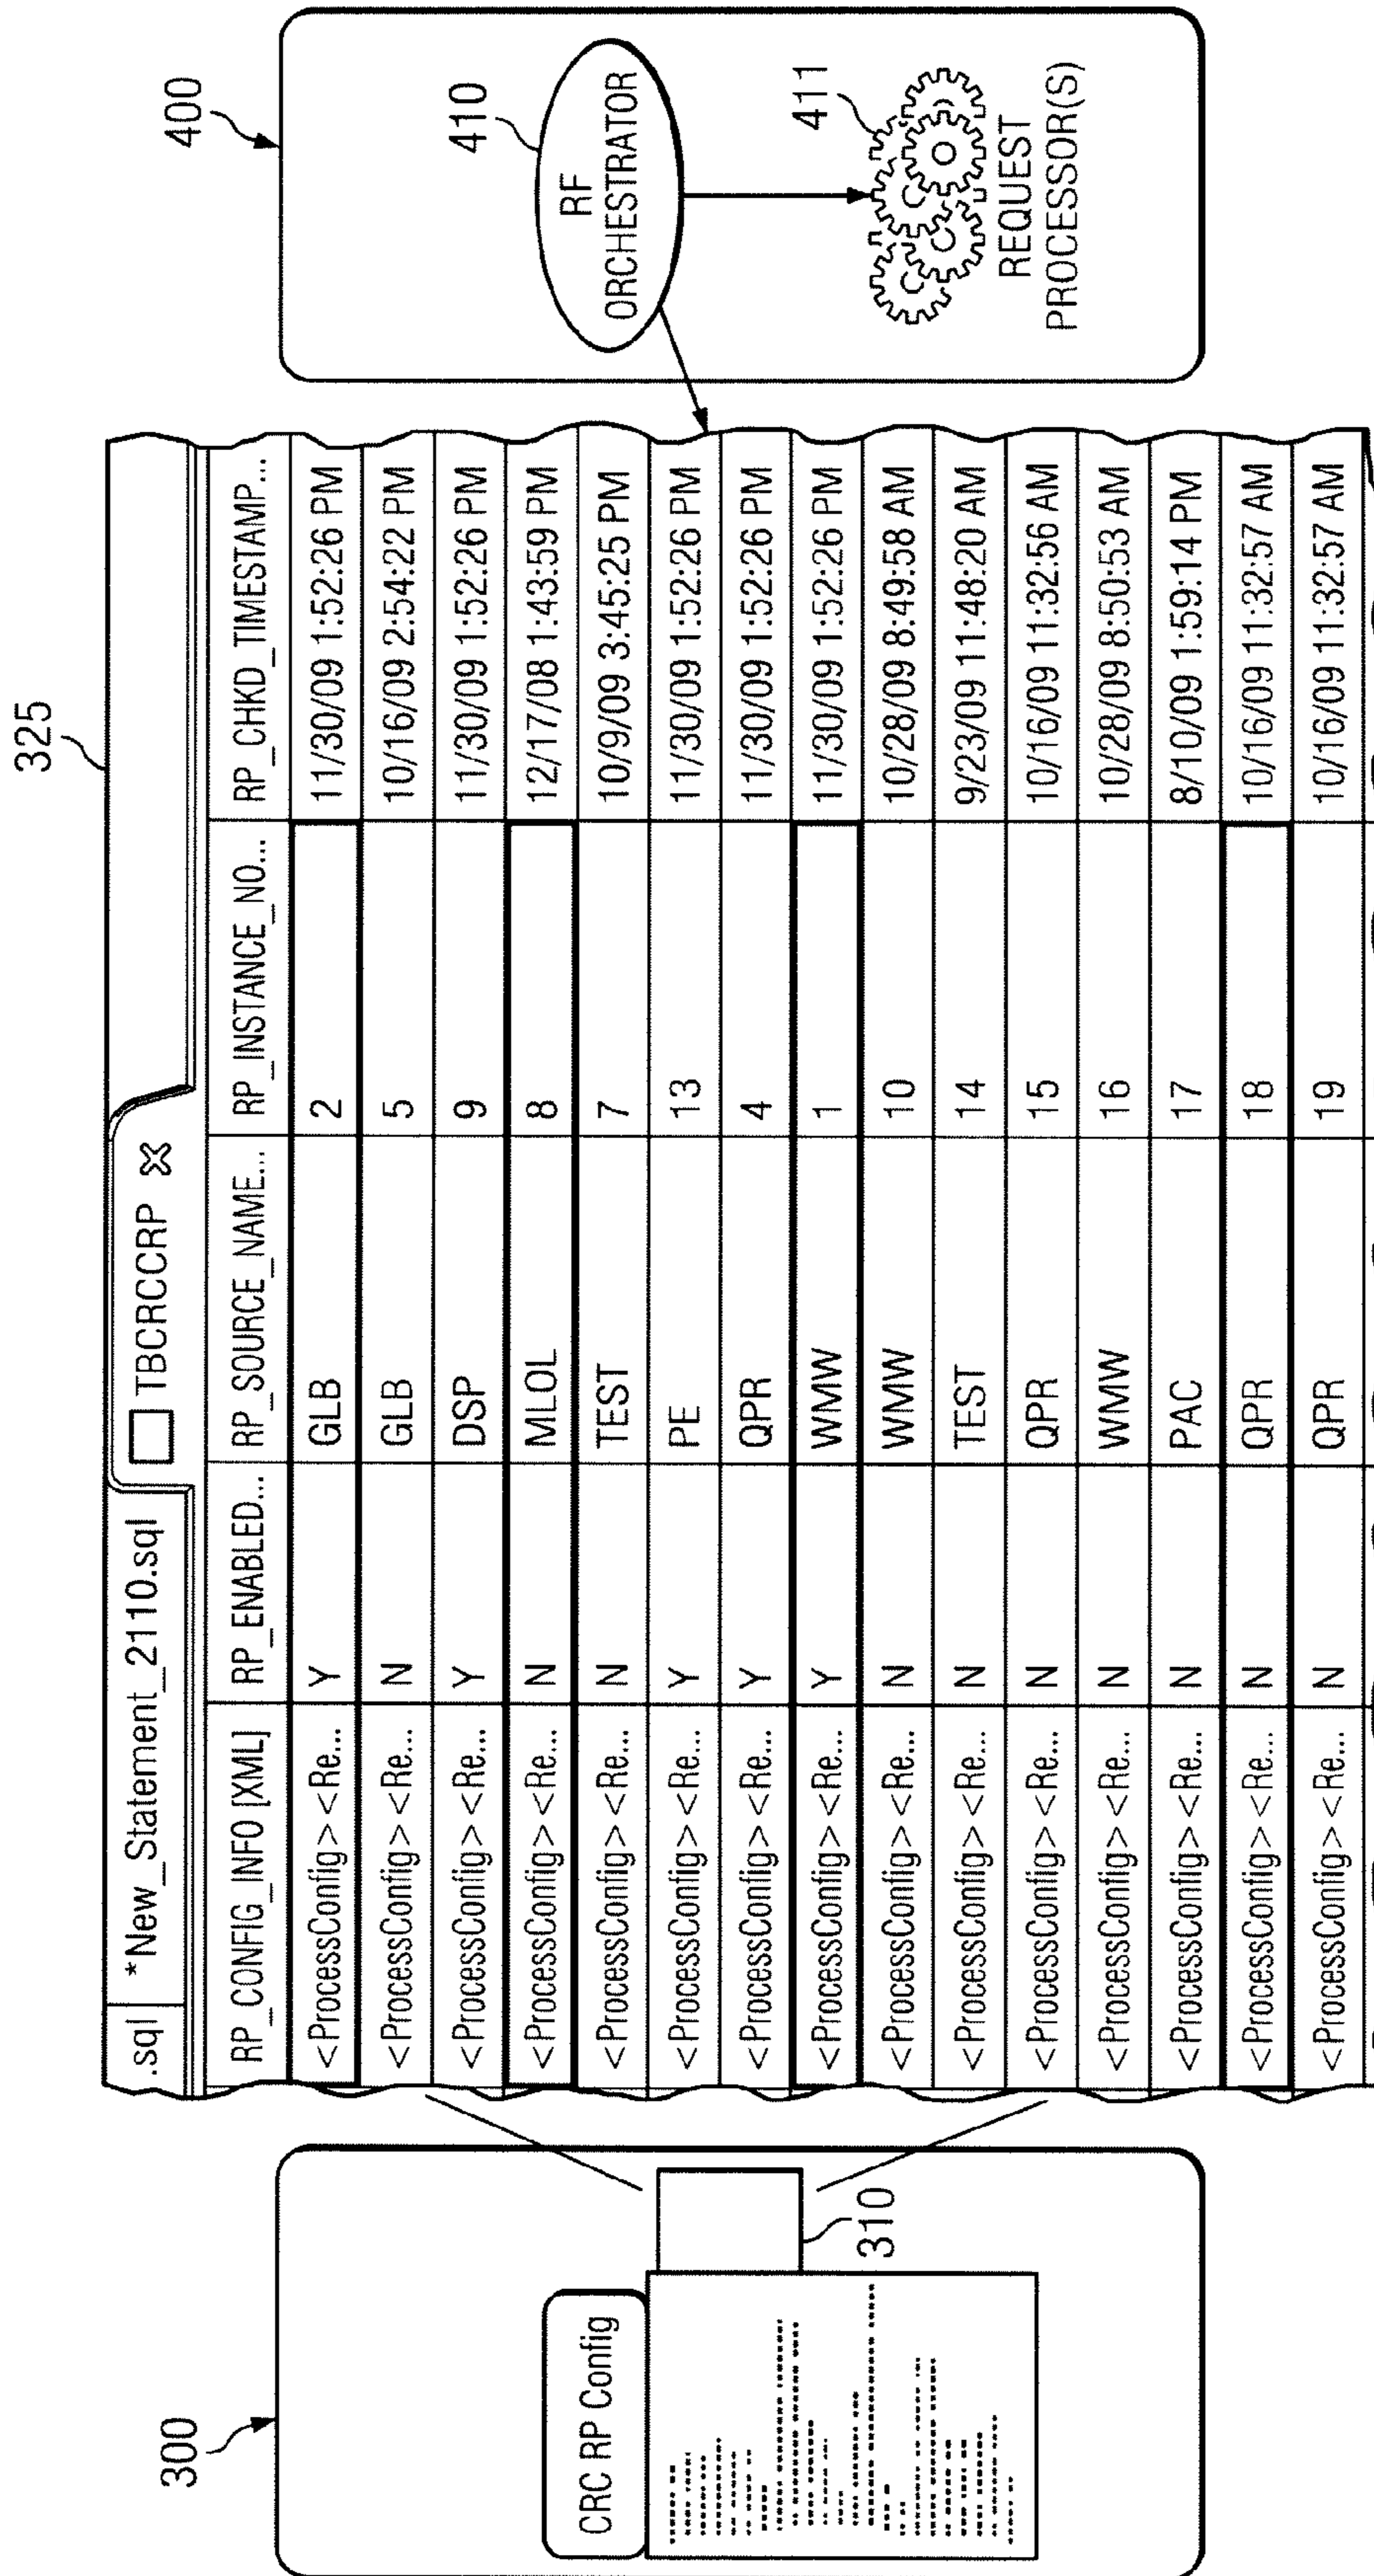 300
CRC RP Config
310
325
.sql *New_Statement_2110.sql TBCRCCRP
RP_CONFIG_INFO [XML] RP_ENABLED... RP_SOURCE_NAME... RP_INSTANCE_NO... RP_CHKD_TIMESTAMP...
<ProcessConfig> <Re... Y GLB 2 11/30/09 1:52:26 PM
<ProcessConfig> <Re... N GLB 5 10/16/09 2:54:22 PM
<ProcessConfig> <Re... Y DSP 9 11/30/09 1:52:26 PM
<ProcessConfig> <Re... N MLOL 8 12/17/08 1:43:59 PM
<ProcessConfig> <Re... N TEST 7 10/9/09 3:45:25 PM
<ProcessConfig> <Re... Y PE 13 11/30/09 1:52:26 PM
<ProcessConfig> <Re... Y QPR 4 11/30/09 1:52:26 PM
<ProcessConfig> <Re... Y WMW 1 11/30/09 1:52:26 PM
<ProcessConfig> <Re... N WMW 10 10/28/09 8:49:58 AM
<ProcessConfig> <Re... N TEST 14 9/23/09 11:48:20 AM
<ProcessConfig> <Re... N QPR 15 10/16/09 11:32:56 AM
<ProcessConfig> <Re... N WMW 16 10/28/09 8:50:53 AM
<ProcessConfig> <Re... N PAC 17 8/10/09 1:59:14 PM
<ProcessConfig> <Re... N QPR 18 10/16/09 11:32:57 AM
<ProcessConfig> <Re... N QPR 19 10/16/09 11:32:57 AM
400
410
RF
ORCHESTRATOR
411
REQUEST
PROCESSOR(S)